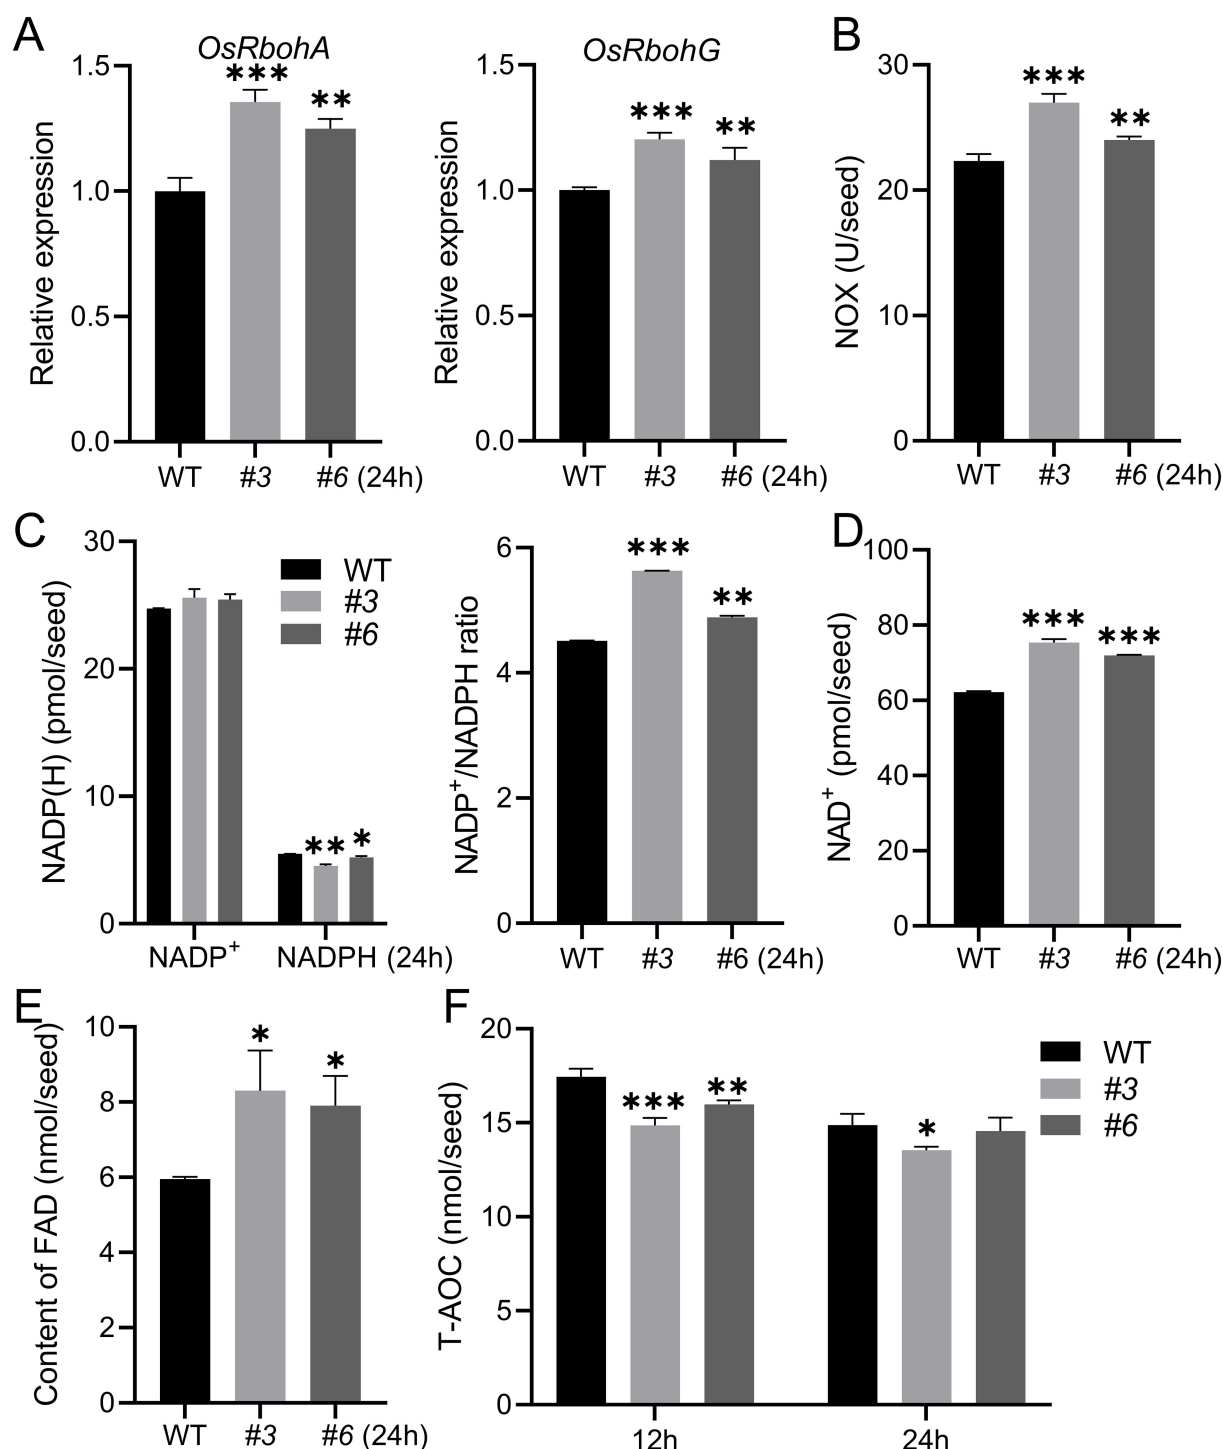 A
OsRbohA
***
**
1.5
1.0
0.5
0.0
Relative expression
WT
#3
#6 (24h)
OsRbohG
***
**
1.5
1.0
0.5
0.0
Relative expression
WT
#3
#6 (24h)
B
***
**
30
20
10
0
NOX (U/seed)
WT
#3
#6 (24h)
C
30
20
10
0
NADP(H) (pmol/seed)
WT
#3
#6
**
*
NADP⁺
NADPH (24h)
***
**
6
4
2
0
NADP⁺/NADPH ratio
WT
#3
#6 (24h)
D
***
***
100
80
60
40
20
0
NAD⁺ (pmol/seed)
WT
#3
#6 (24h)
E
*
*
10
8
6
4
2
0
Content of FAD (nmol/seed)
WT
#3
#6 (24h)
F
20
15
10
5
0
T-AOC (nmol/seed)
***
**
*
WT
#3
#6
12h
24h